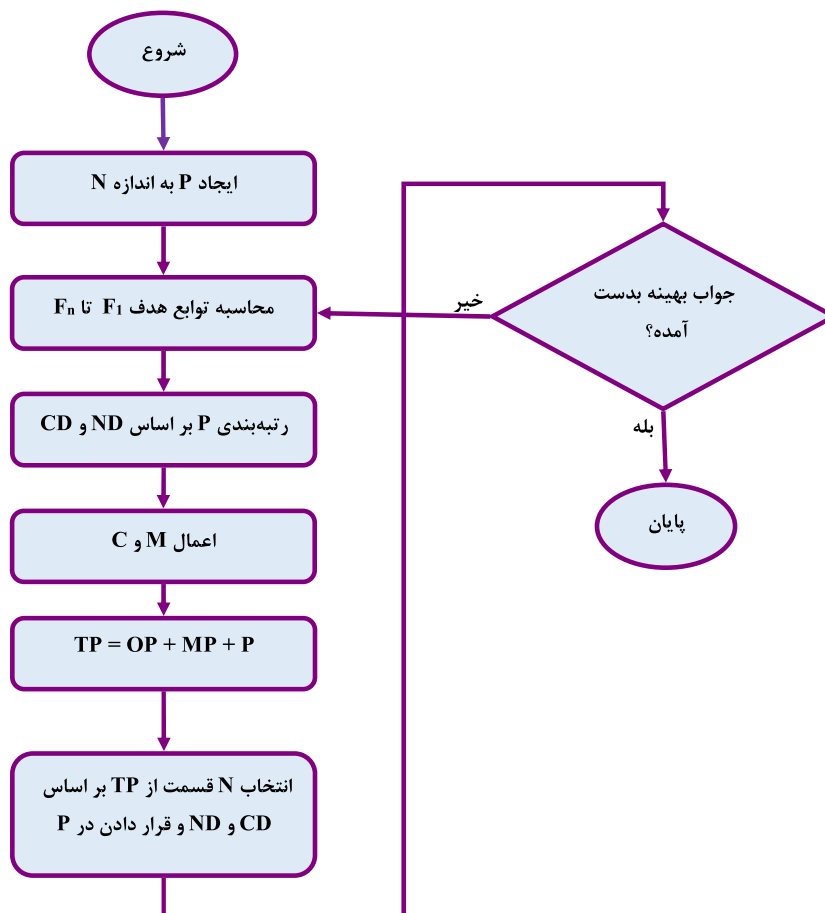 شروع
ایجاد P به اندازه N
محاسبه توابع هدف F₁ تا Fₙ
رتبه‌بندی P بر اساس ND و CD
اعمال M و C
TP = OP + MP + P
انتخاب N قسمت از TP بر اساس
CD و ND و قرار دادن در P
جواب بهینه بدست
آمده؟
خیر
بله
پایان